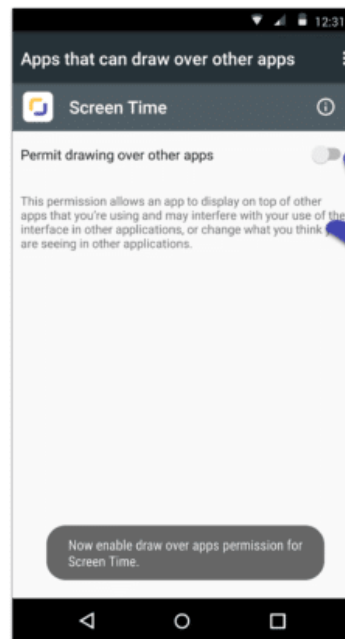 12:31
Apps that can draw over other apps
Screen Time
Permit drawing over other apps
This permission allows an app to display on top of other
apps that you're using and may interfere with your use of the
interface in other applications, or change what you think
are seeing in other applications.
Now enable draw over apps permission for
Screen Time.